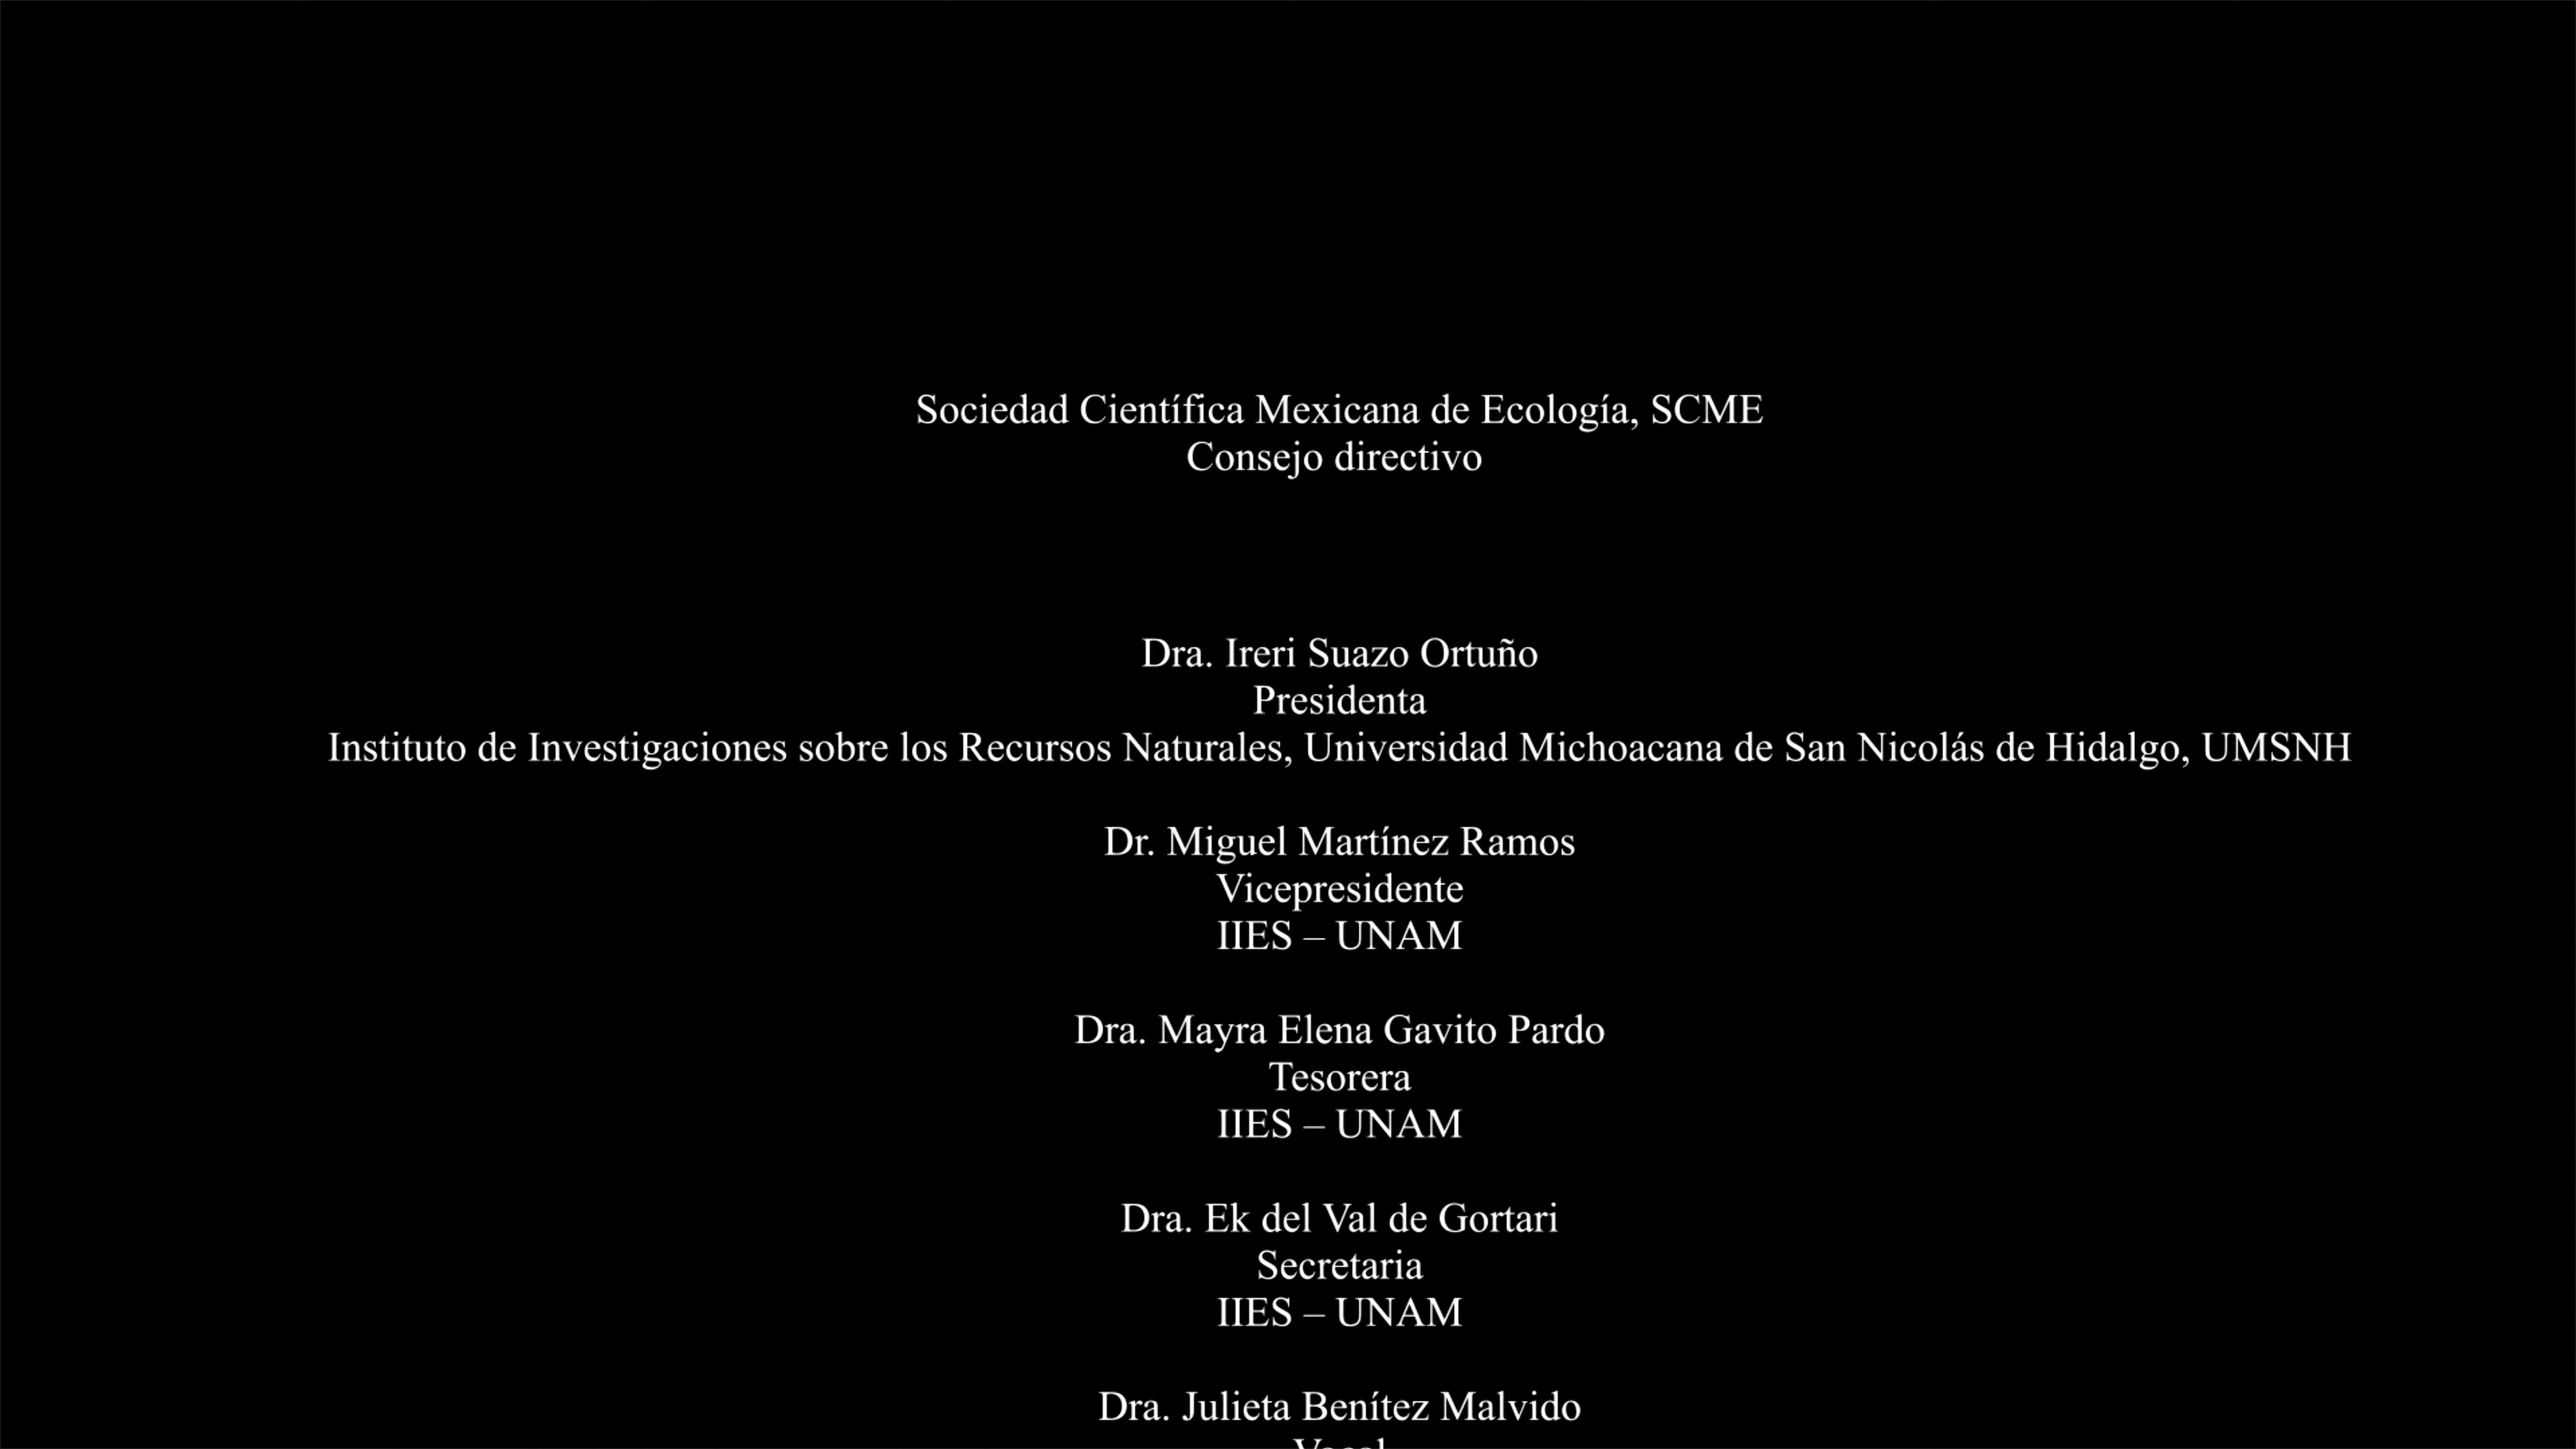 Sociedad Científica Mexicana de Ecología, SCME
Consejo directivo
Dra. Ireri Suazo Ortuño
Presidenta
Instituto de Investigaciones sobre los Recursos Naturales, Universidad Michoacana de San Nicolás de Hidalgo, UMSNH
Dr. Miguel Martínez Ramos
Vicepresidente
IIES – UNAM
Dra. Mayra Elena Gavito Pardo
Tesorera
IIES – UNAM
Dra. Ek del Val de Gortari
Secretaria
IIES – UNAM
Dra. Julieta Benítez Malvido